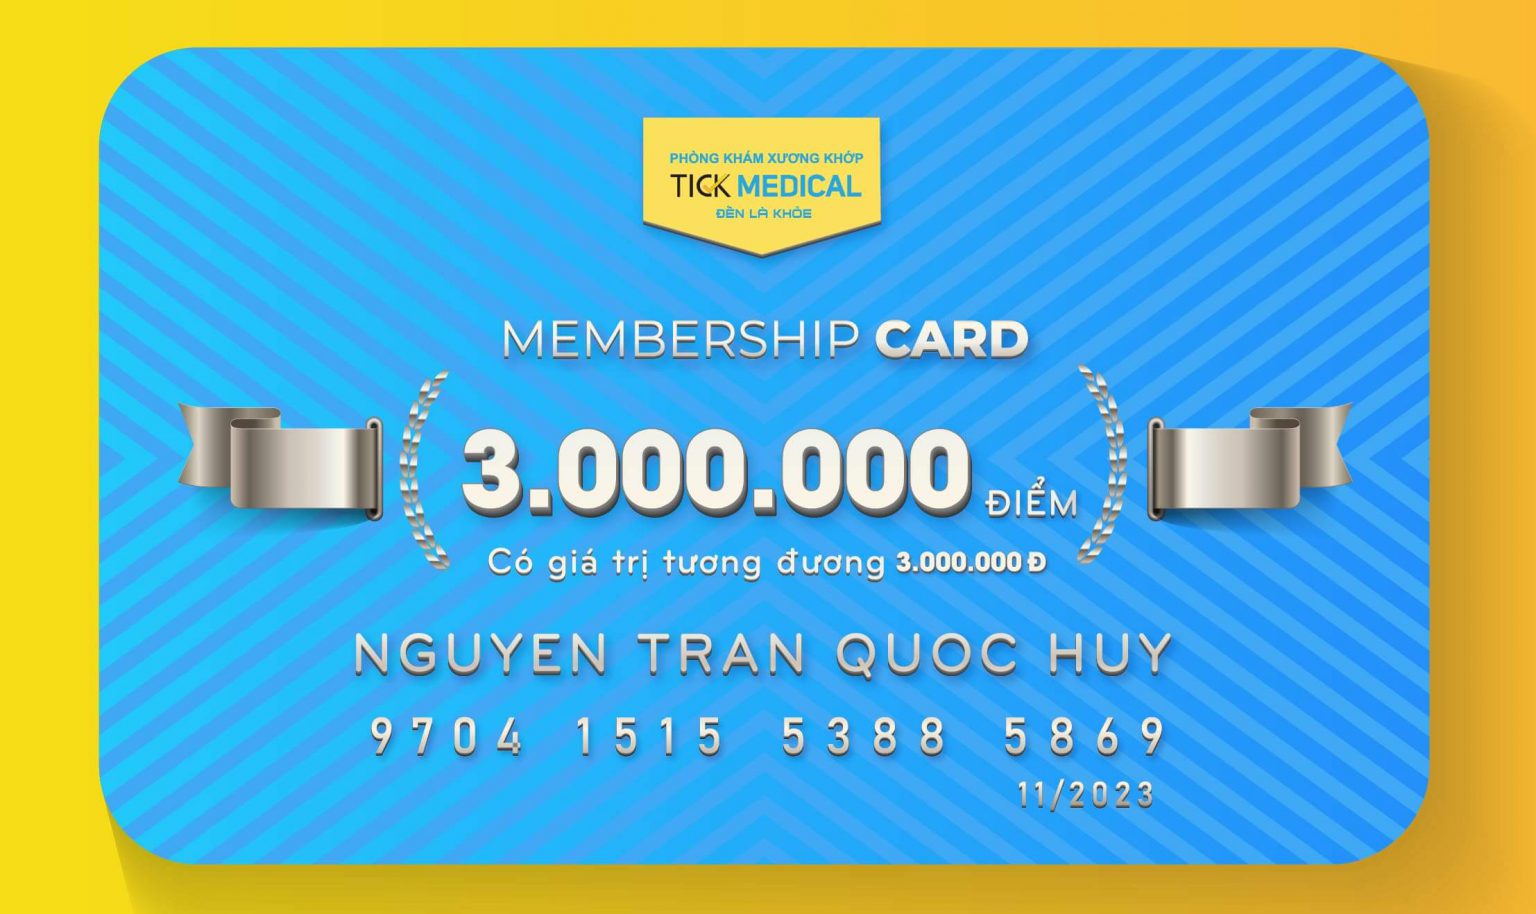 PHÒNG KHÁM XƯƠNG KHỚP
TICK MEDICAL
ĐẾN LÀ KHỎE
MEMBERSHIP CARD
3.000.000 ĐIỂM
Có giá trị tương đương 3.000.000 Đ
NGUYEN TRAN QUOC HUY
9704 1515 5388 5869
11/2023